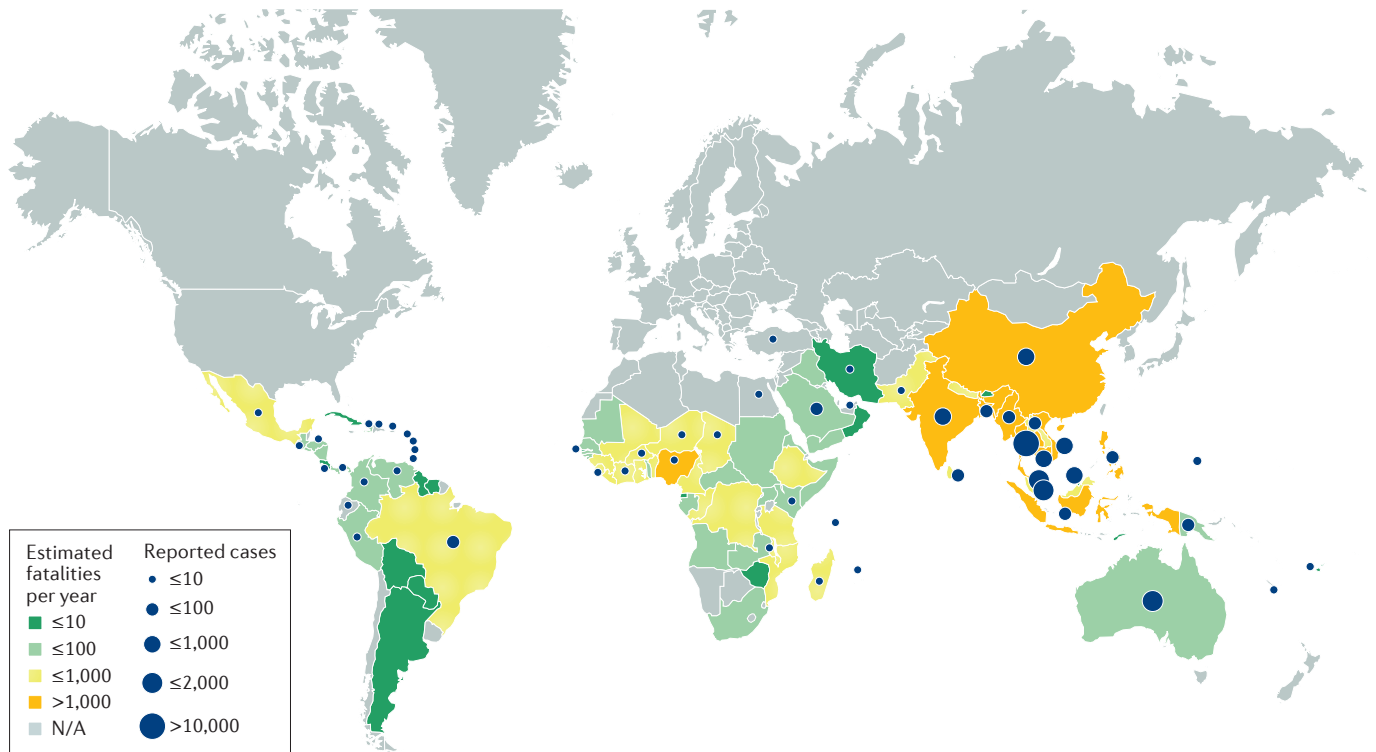 Estimated
fatalities
per year
≤10
≤100
≤1,000
>1,000
N/A
Reported cases
≤10
≤100
≤1,000
≤2,000
>10,000